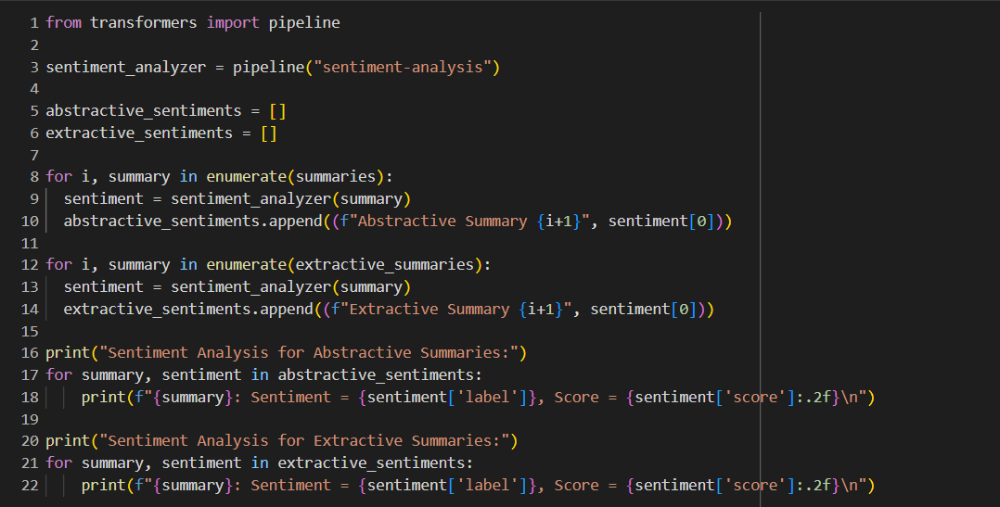 1 from transformers import pipeline
2
3 sentiment_analyzer = pipeline("sentiment-analysis")
4
5 abstractive_sentiments = []
6 extractive_sentiments = []
7
8 for i, summary in enumerate(summaries):
9   sentiment = sentiment_analyzer(summary)
10   abstractive_sentiments.append((f"Abstractive Summary {i+1}", sentiment[0]))
11
12 for i, summary in enumerate(extractive_summaries):
13   sentiment = sentiment_analyzer(summary)
14   extractive_sentiments.append((f"Extractive Summary {i+1}", sentiment[0]))
15
16 print("Sentiment Analysis for Abstractive Summaries:")
17 for summary, sentiment in abstractive_sentiments:
18     print(f"{summary}: Sentiment = {sentiment['label']}, Score = {sentiment['score']:.2f}\n")
19
20 print("Sentiment Analysis for Extractive Summaries:")
21 for summary, sentiment in extractive_sentiments:
22     print(f"{summary}: Sentiment = {sentiment['label']}, Score = {sentiment['score']:.2f}\n")